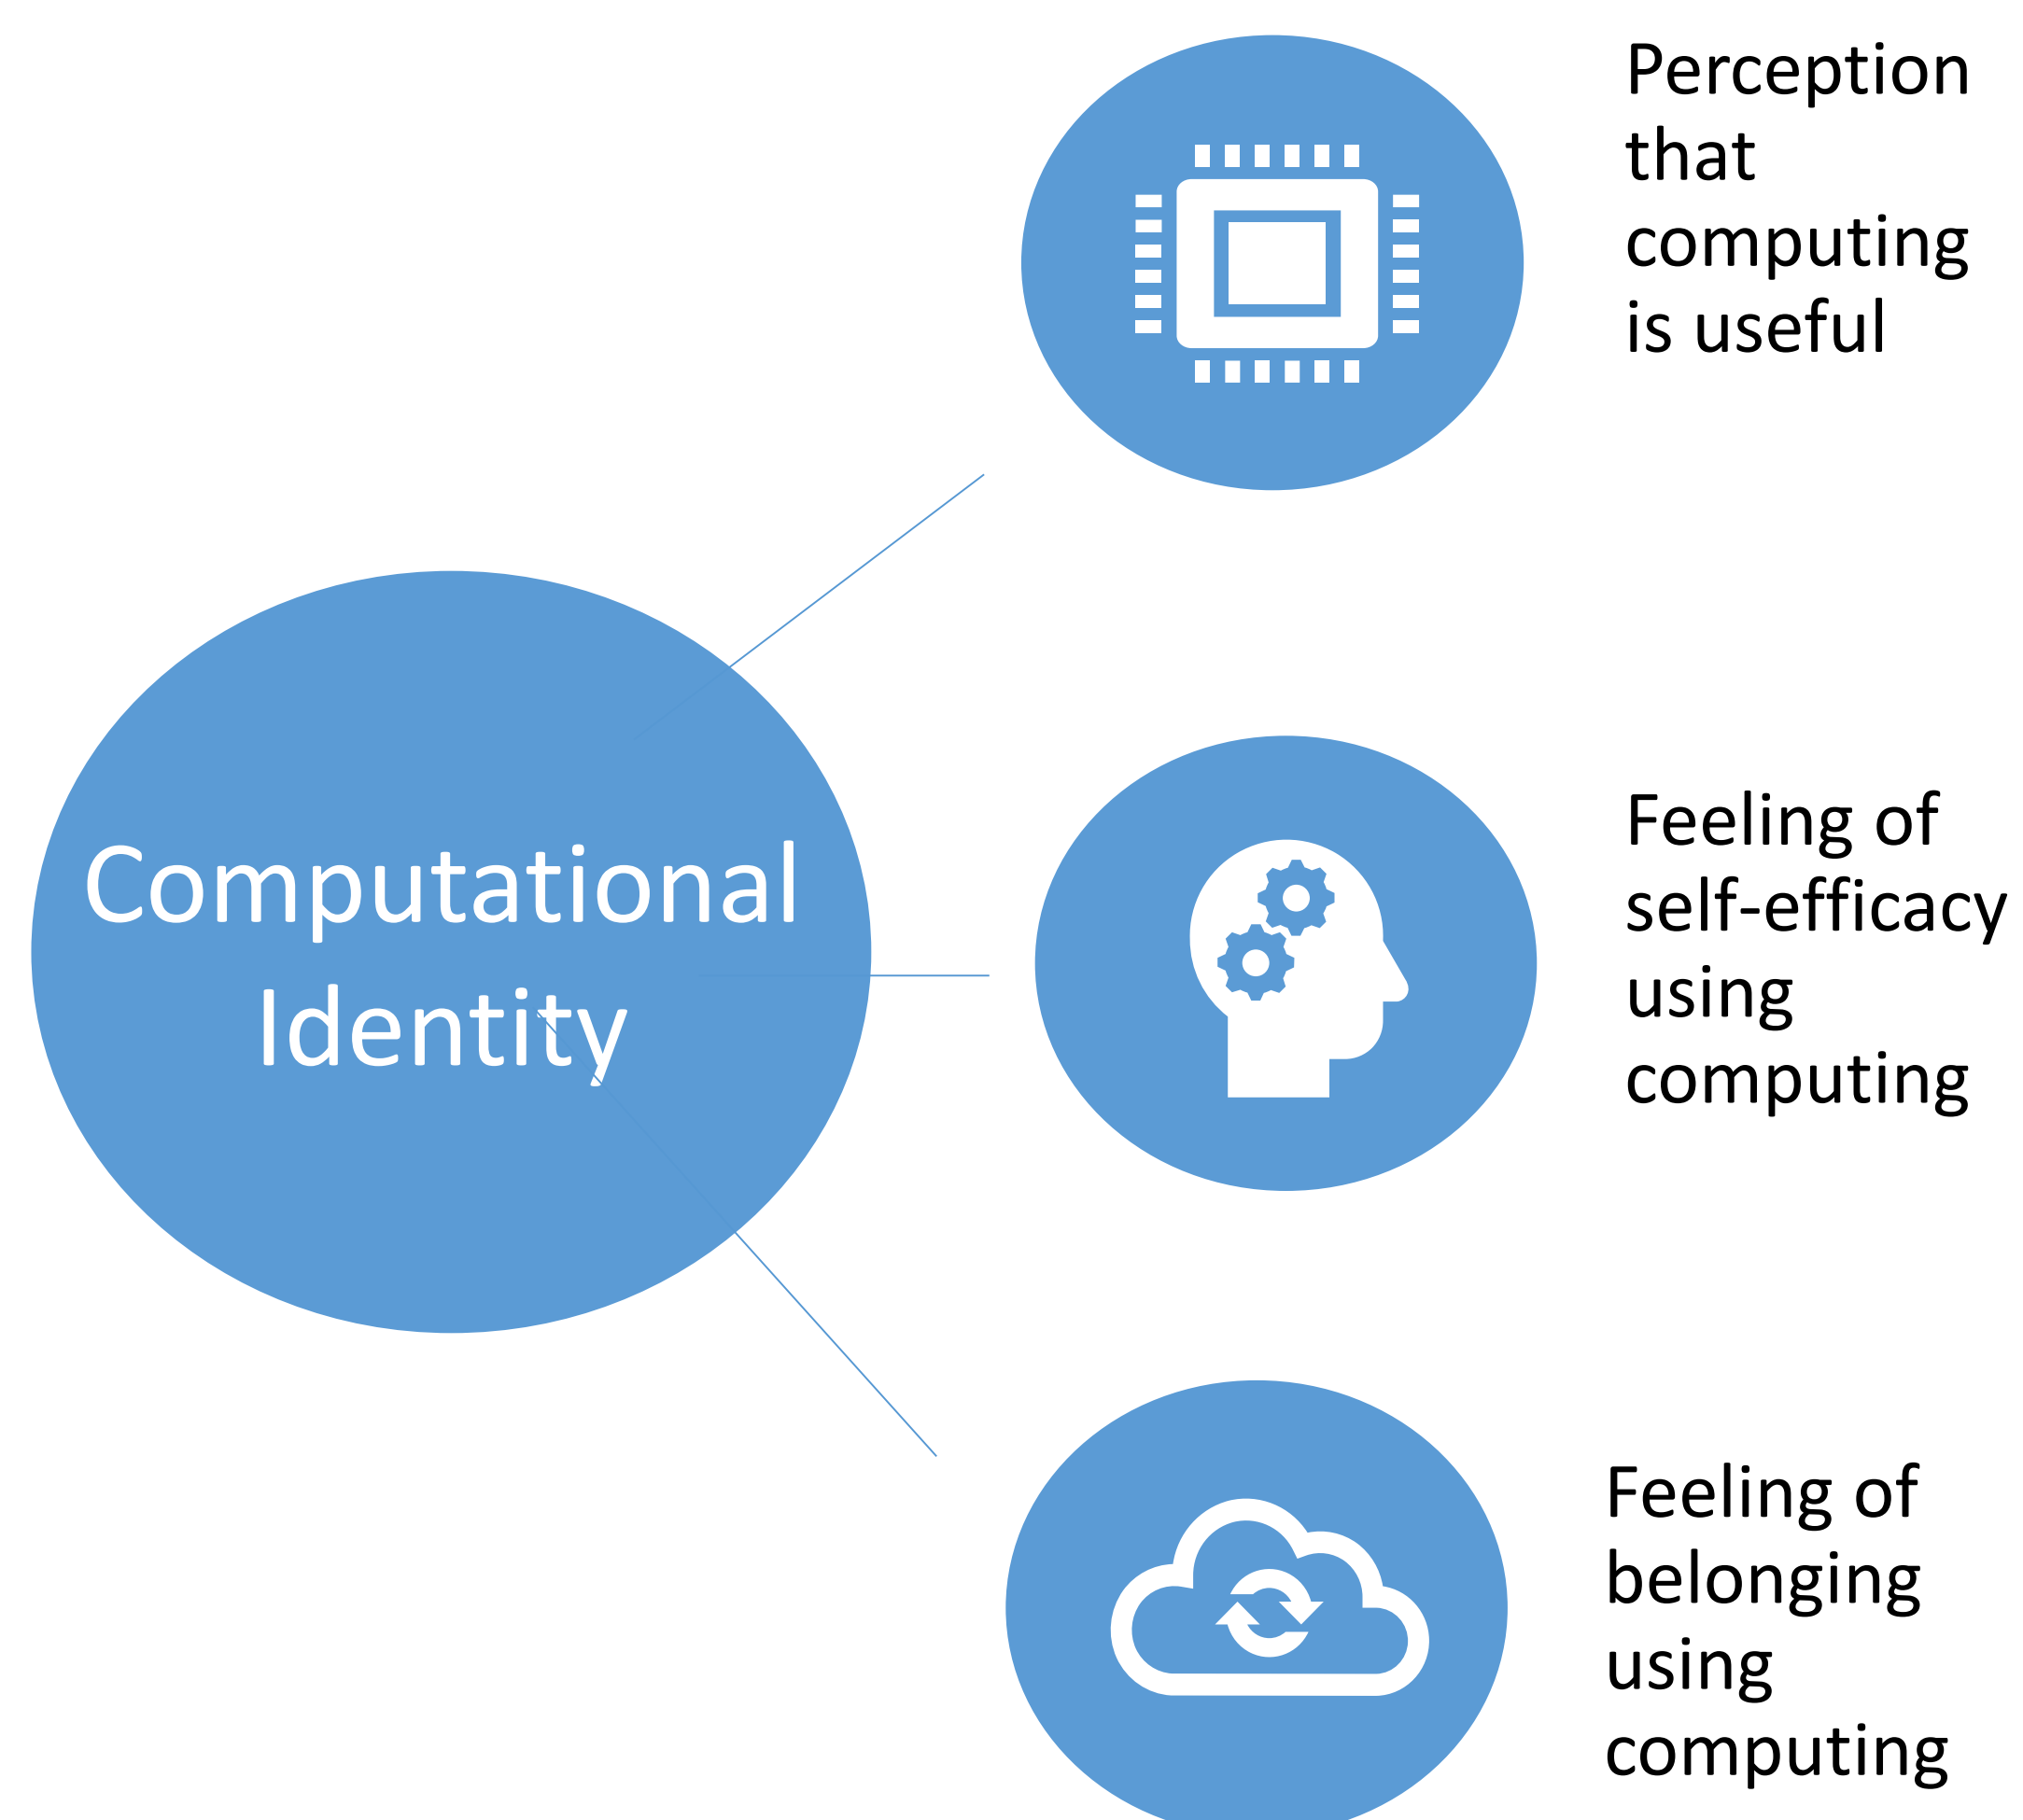 Perception
that
computing
is useful
Computational
Identity
Feeling of
self-efficacy
using
computing
Feeling of
belonging
using
computing